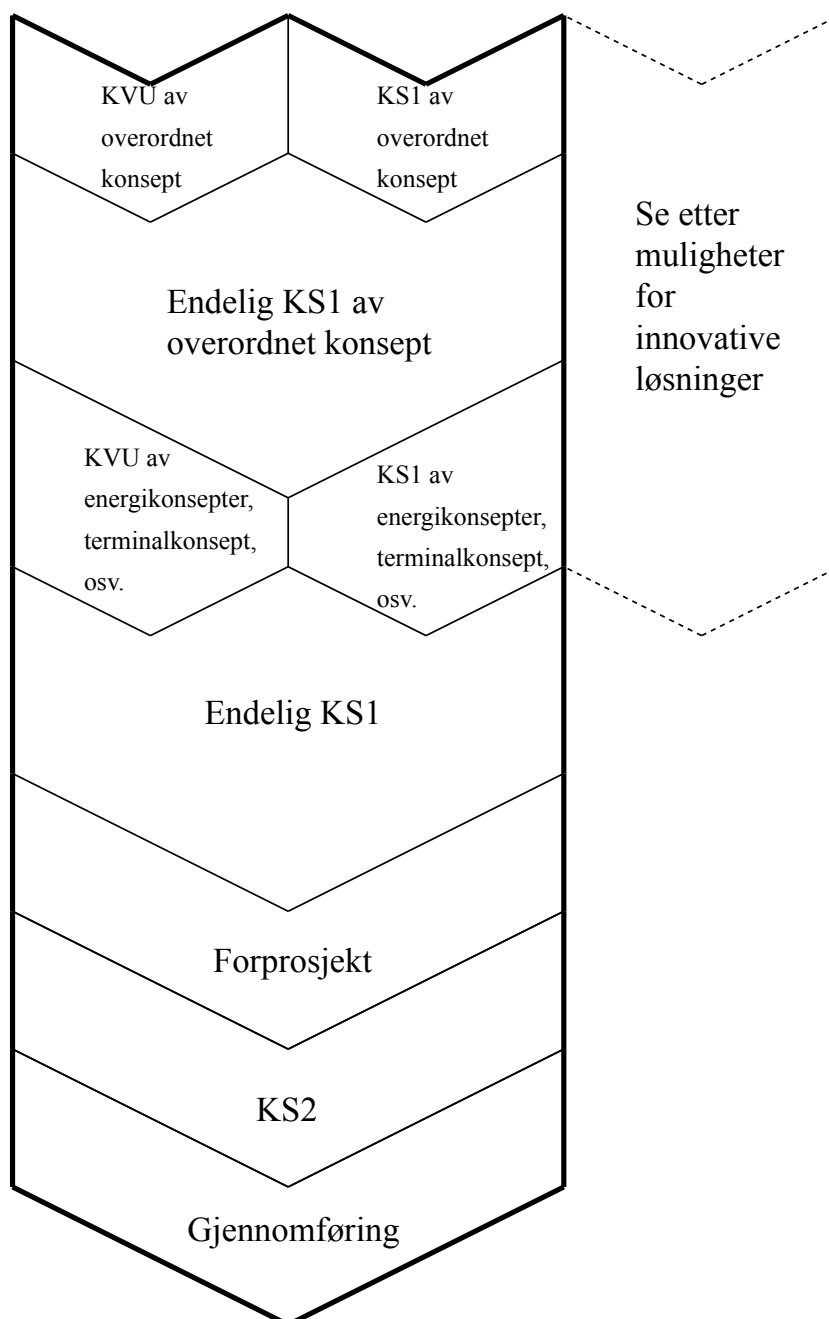 KVU av
overordnet
konsept
KS1 av
overordnet
konsept
Se etter
muligheter
for
innovative
løsninger
Endelig KS1 av
overordnet konsept
KVU av
energikonsepter,
terminalkonsept,
osv.
KS1 av
energikonsepter,
terminalkonsept,
osv.
Endelig KS1
Forprosjekt
KS2
Gjennomføring